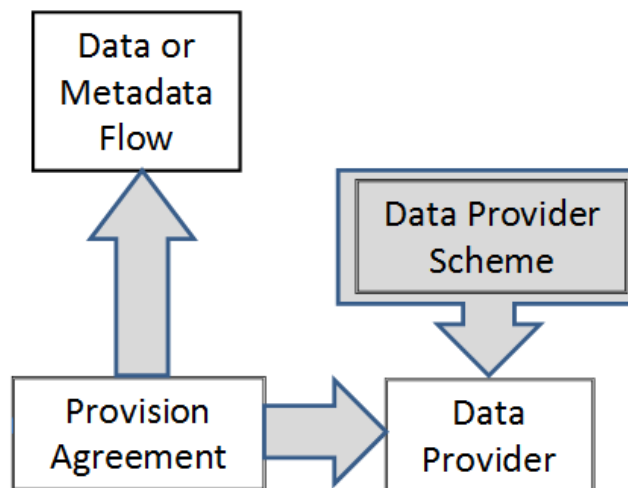 Data or
Metadata
Flow
Data Provider
Scheme
Provision
Agreement
Data
Provider